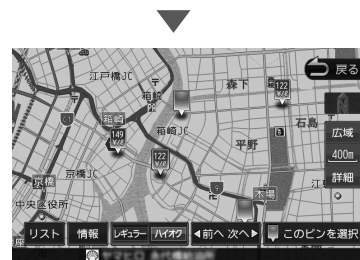 戻る
江戸橋JC
箱崎
森下
122
¥/ℓ
石島
広域
箱崎
149
¥/ℓ
箱崎JC
平野
400m
122
¥/ℓ
京橋JC
詳細
京橋
9
木場
中央区役所
リスト 情報 レギュラー ハイオク ◀前へ 次へ▶ このピンを選択